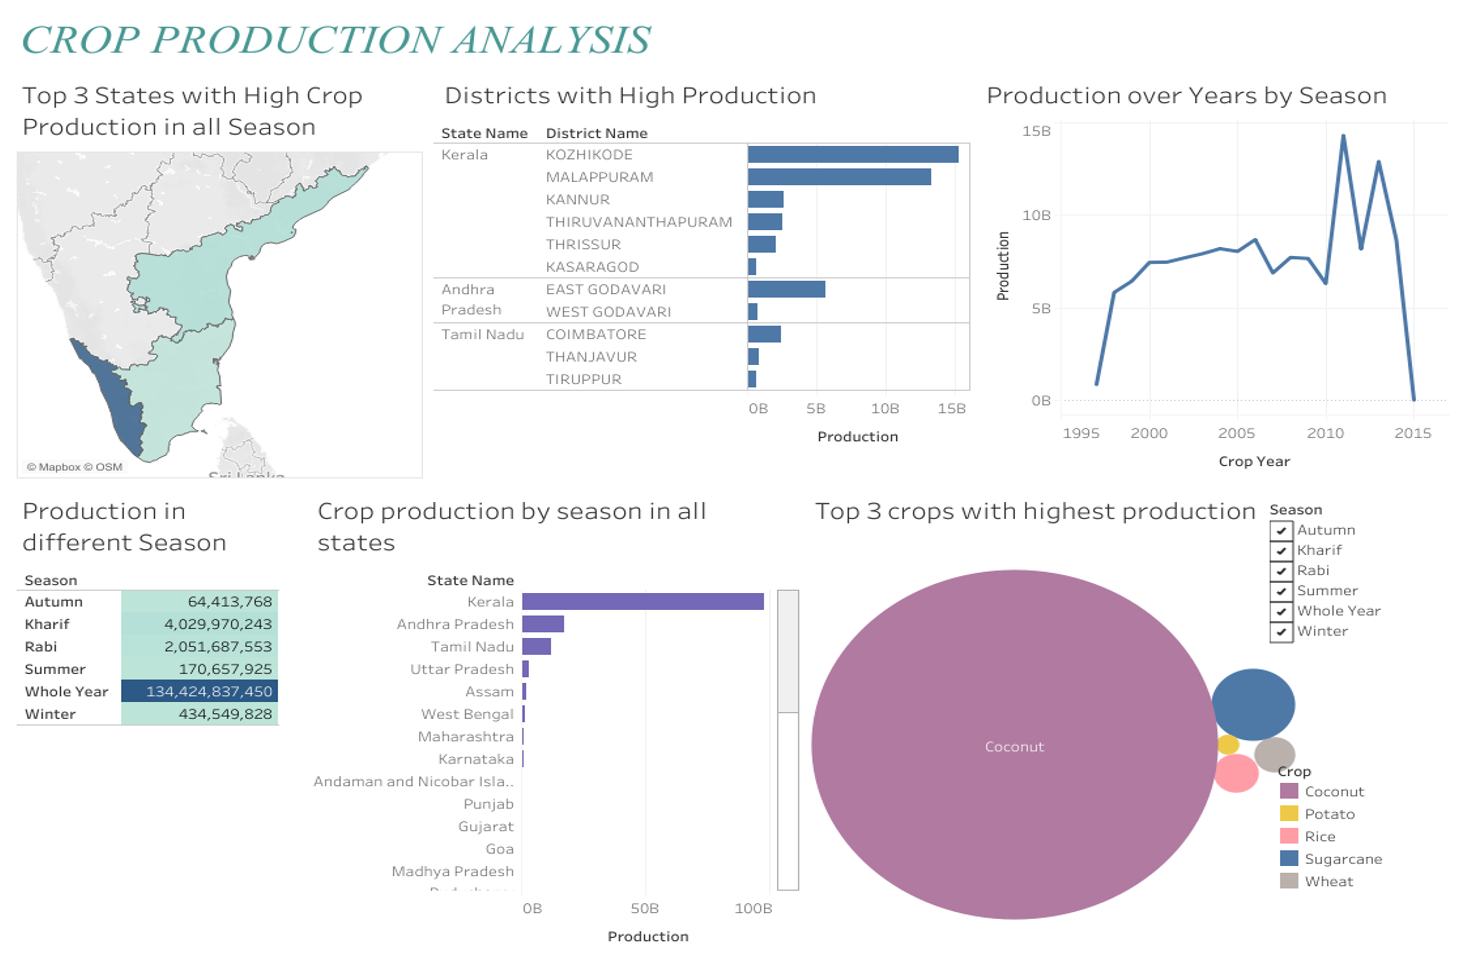 CROP PRODUCTION ANALYSIS
Top 3 States with High Crop
Production in all Season
© Mapbox © OSM
Sri Lanka
Districts with High Production
State Name District Name
Kerala KOZHIKODE
MALAPPURAM
KANNUR
THIRUVANANTHAPURAM
THRISSUR
KASARAGOD
Andhra EAST GODAVARI
Pradesh WEST GODAVARI
Tamil Nadu COIMBATORE
THANJAVUR
TIRUPPUR
0B 5B 10B 15B
Production
Production over Years by Season
15B
10B
5B
0B
Production
1995 2000 2005 2010 2015
Crop Year
Production in
different Season
Season
Autumn 64,413,768
Kharif 4,029,970,243
Rabi 2,051,687,553
Summer 170,657,925
Whole Year 134,424,837,450
Winter 434,549,828
Crop production by season in all
states
State Name
Kerala
Andhra Pradesh
Tamil Nadu
Uttar Pradesh
Assam
West Bengal
Maharashtra
Karnataka
Andaman and Nicobar Isla..
Punjab
Gujarat
Goa
Madhya Pradesh
0B 50B 100B
Production
Top 3 crops with highest production
Coconut
Season
Autumn
Kharif
Rabi
Summer
Whole Year
Winter
Crop
Coconut
Potato
Rice
Sugarcane
Wheat